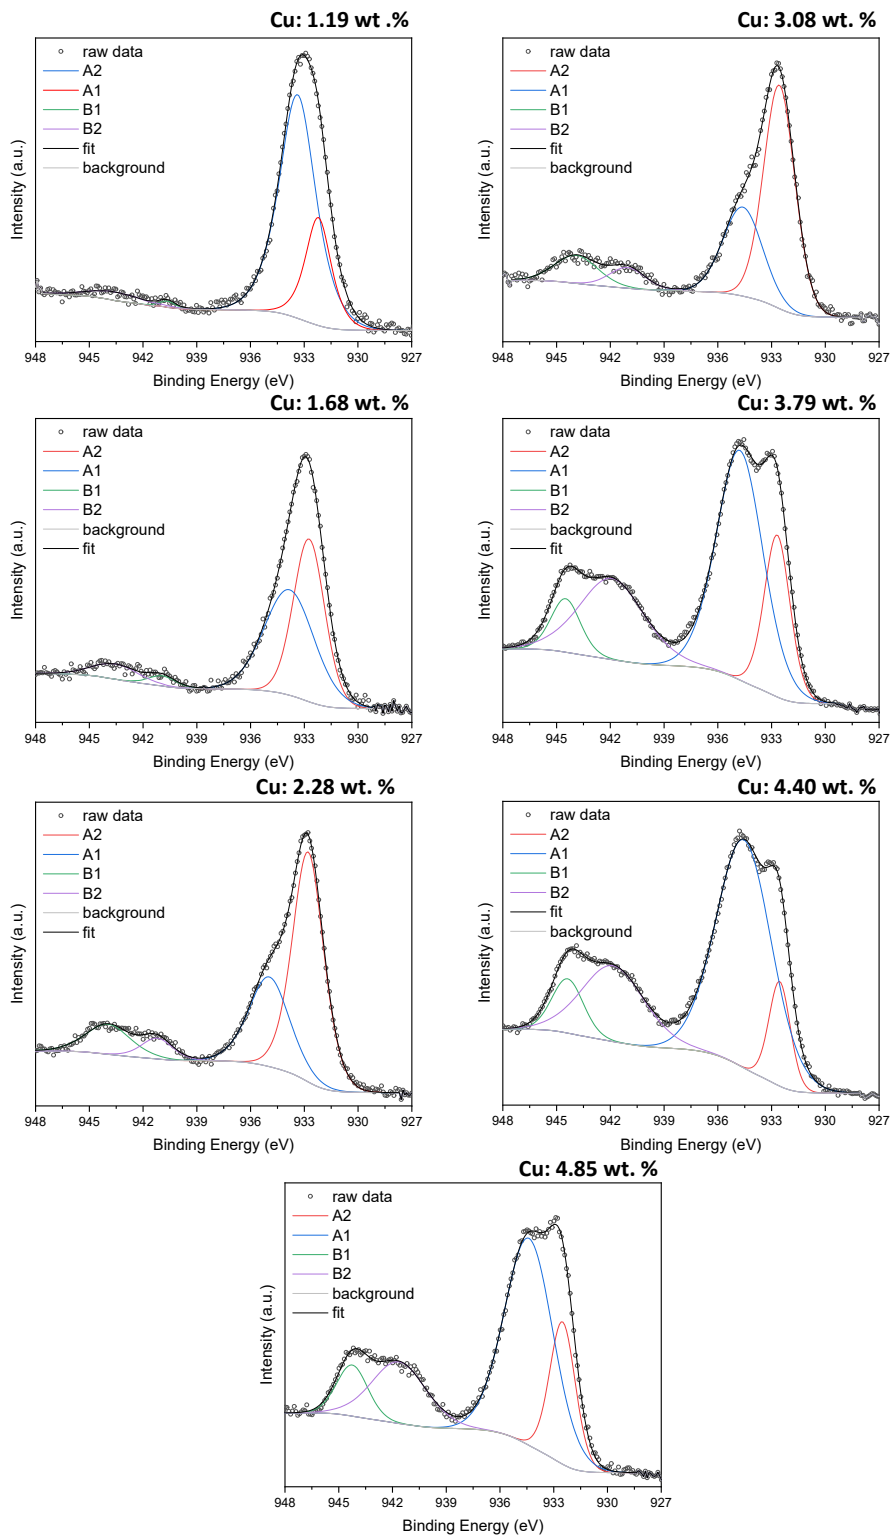 Cu: 1.19 wt .%
raw data
A2
A1
B1
B2
fit
background
Intensity (a.u.)
948 945 942 939 936 933 930 927
Binding Energy (eV)
Cu: 3.08 wt. %
raw data
A2
A1
B1
B2
fit
background
Intensity (a.u.)
948 945 942 939 936 933 930 927
Binding Energy (eV)
Cu: 1.68 wt. %
raw data
A2
A1
B1
B2
background
fit
Intensity (a.u.)
948 945 942 939 936 933 930 927
Binding Energy (eV)
Cu: 3.79 wt. %
raw data
A2
A1
B1
B2
background
fit
Intensity (a.u.)
948 945 942 939 936 933 930 927
Binding Energy (eV)
Cu: 2.28 wt. %
raw data
A2
A1
B1
B2
background
fit
Intensity (a.u.)
948 945 942 939 936 933 930 927
Binding Energy (eV)
Cu: 4.40 wt. %
raw data
A2
A1
B1
B2
fit
background
Intensity (a.u.)
948 945 942 939 936 933 930 927
Binding Energy (eV)
Cu: 4.85 wt. %
raw data
A2
A1
B1
B2
background
fit
Intensity (a.u.)
948 945 942 939 936 933 930 927
Binding Energy (eV)